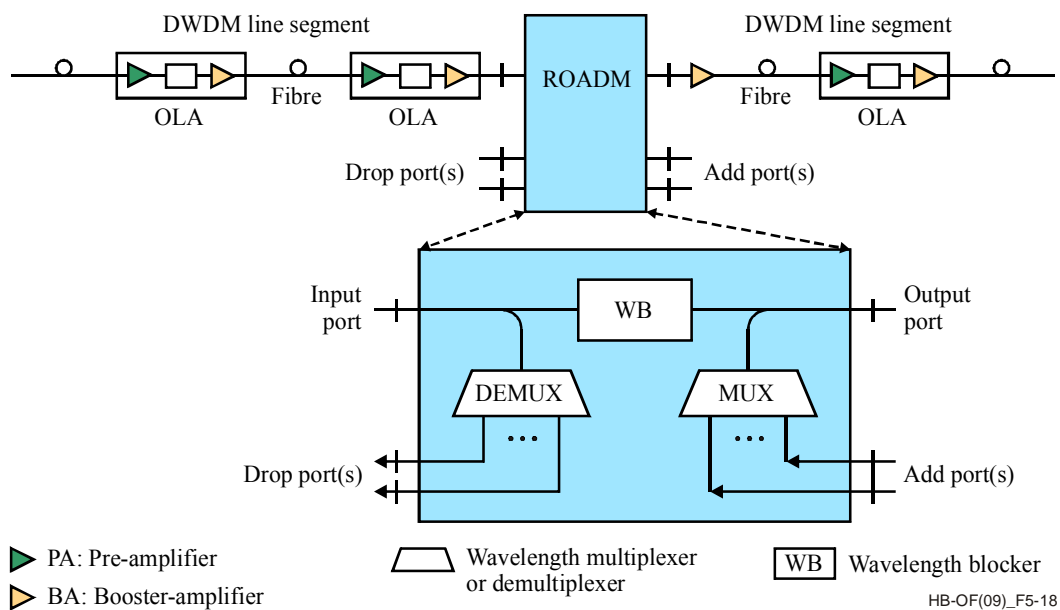 DWDM line segment
DWDM line segment
ROADM
OLA
Fibre
OLA
Fibre
OLA
Drop port(s)
Add port(s)
Input
port
WB
Output
port
DEMUX
MUX
Drop port(s)
Add port(s)
PA: Pre-amplifier
BA: Booster-amplifier
Wavelength multiplexer
or demultiplexer
WB
Wavelength blocker
HB-OF(09)_F5-18